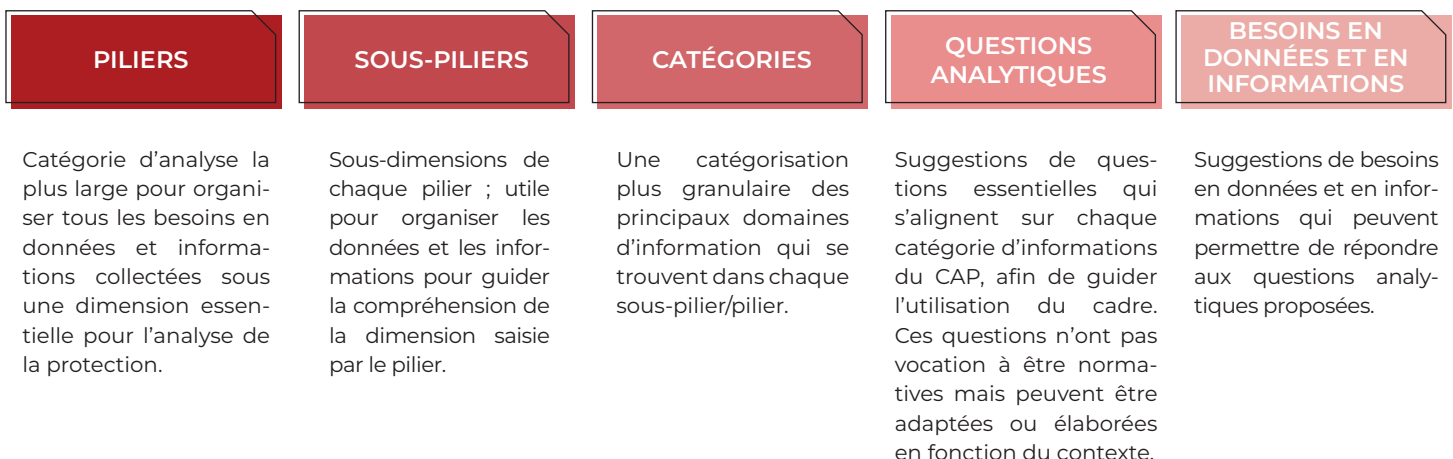 PILIERS
Catégorie d’analyse la
plus large pour organi-
ser tous les besoins en
données et informa-
tions collectées sous
une dimension essen-
tielle pour l’analyse de
la protection.
SOUS-PILIERS
Sous-dimensions de
chaque pilier ; utile
pour organiser les
données et les infor-
mations pour guider
la compréhension de
la dimension saisie
par le pilier.
CATÉGORIES
Une catégorisation
plus granulaire des
principaux domaines
d’information qui se
trouvent dans chaque
sous-pilier/pilier.
QUESTIONS
ANALYTIQUES
Suggestions de ques-
tions essentielles qui
s’alignent sur chaque
catégorie d’informations
du CAP, afin de guider
l’utilisation du cadre.
Ces questions n’ont pas
vocation à être norma-
tives mais peuvent être
adaptées ou élaborées
en fonction du contexte.
BESOINS EN
DONNÉES ET EN
INFORMATIONS
Suggestions de besoins
en données et en infor-
mations qui peuvent
permettre de répondre
aux questions analy-
tiques proposées.